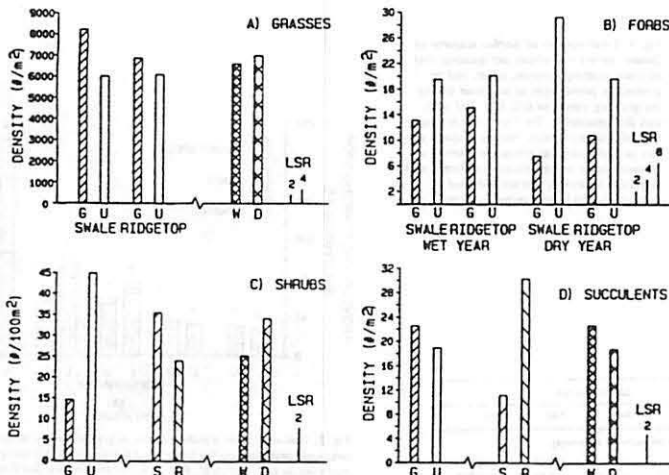 A) GRASSES
DENSITY (#/m²)
9000
8000
7000
6000
5000
4000
3000
2000
1000
0
G U G U W D
SWALE RIDGETOP
LSR
2 4
B) FORBS
DENSITY (#/m²)
30
26
22
18
14
10
6
2
G U G U G U G U
SWALE RIDGETOP SWALE RIDGETOP
WET YEAR DRY YEAR
LSR
2 4 8
C) SHRUBS
DENSITY (#/100m²)
45
40
35
30
25
20
15
10
5
0
G U S R W D
LSR
2
D) SUCCULENTS
DENSITY (#/m²)
32
28
24
20
16
12
8
4
0
G U S R W D
LSR
2